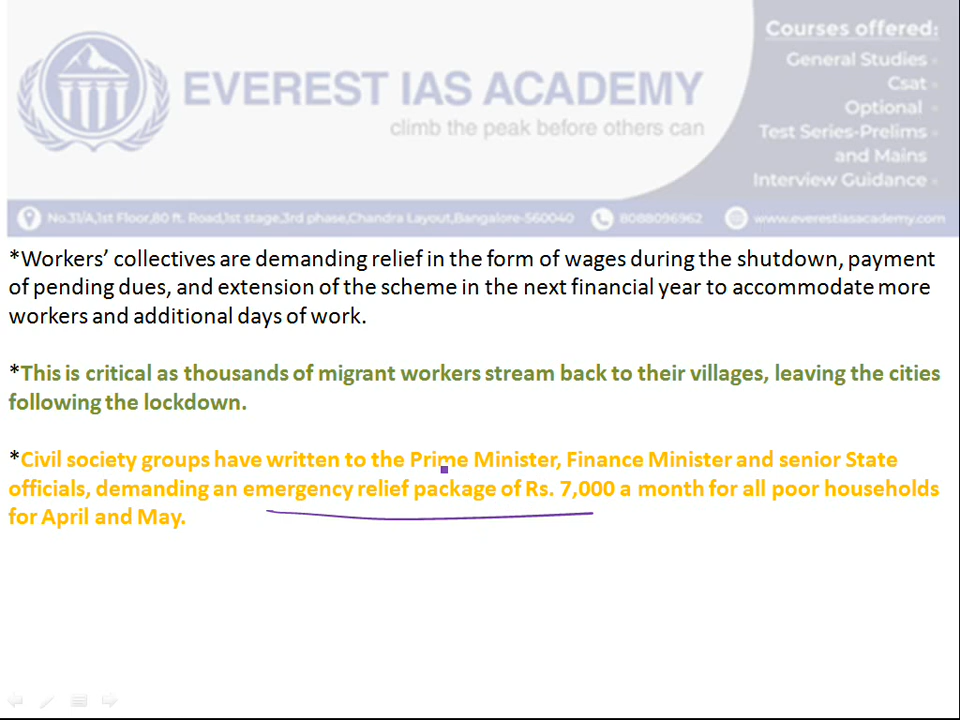 Courses offered:
General Studies
Csat
EVEREST IAS ACADEMY
Optional
climb the peak before others can
Test Series-Prelims
and Mains
Interview Guidance
No.31/A,1st Floor,80 ft. Road,1st stage,3rd phase,Chandra Layout,Bangalore-560040 8088096962 www.everestiasacademy.com
*Workers’ collectives are demanding relief in the form of wages during the shutdown, payment
of pending dues, and extension of the scheme in the next financial year to accommodate more
workers and additional days of work.
*This is critical as thousands of migrant workers stream back to their villages, leaving the cities
following the lockdown.
*Civil society groups have written to the Prime Minister, Finance Minister and senior State
officials, demanding an emergency relief package of Rs. 7,000 a month for all poor households
for April and May.